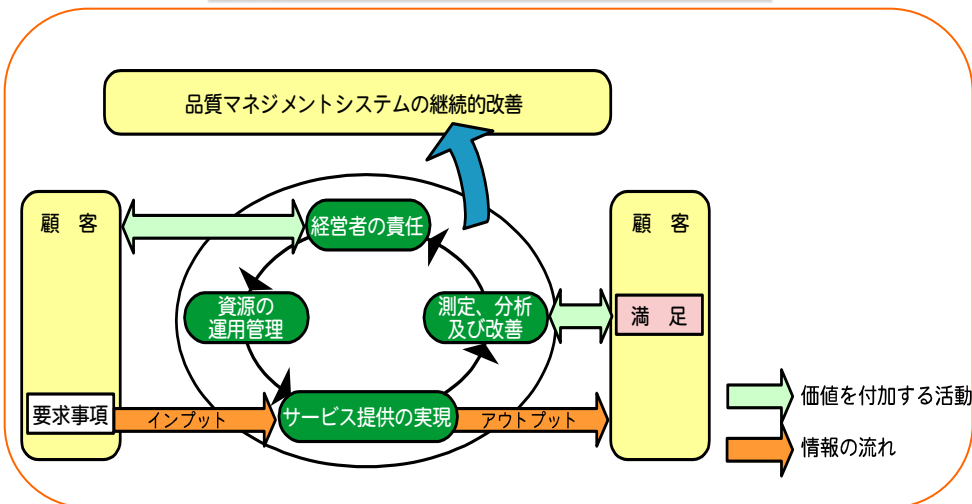 品質マネジメントシステムの継続的改善
顧　客
経営者の責任
顧　客
資源の
運用管理
測定、分析
及び改善
満　足
要求事項
インプット
サービス提供の実現
アウトプット
価値を付加する活動
情報の流れ